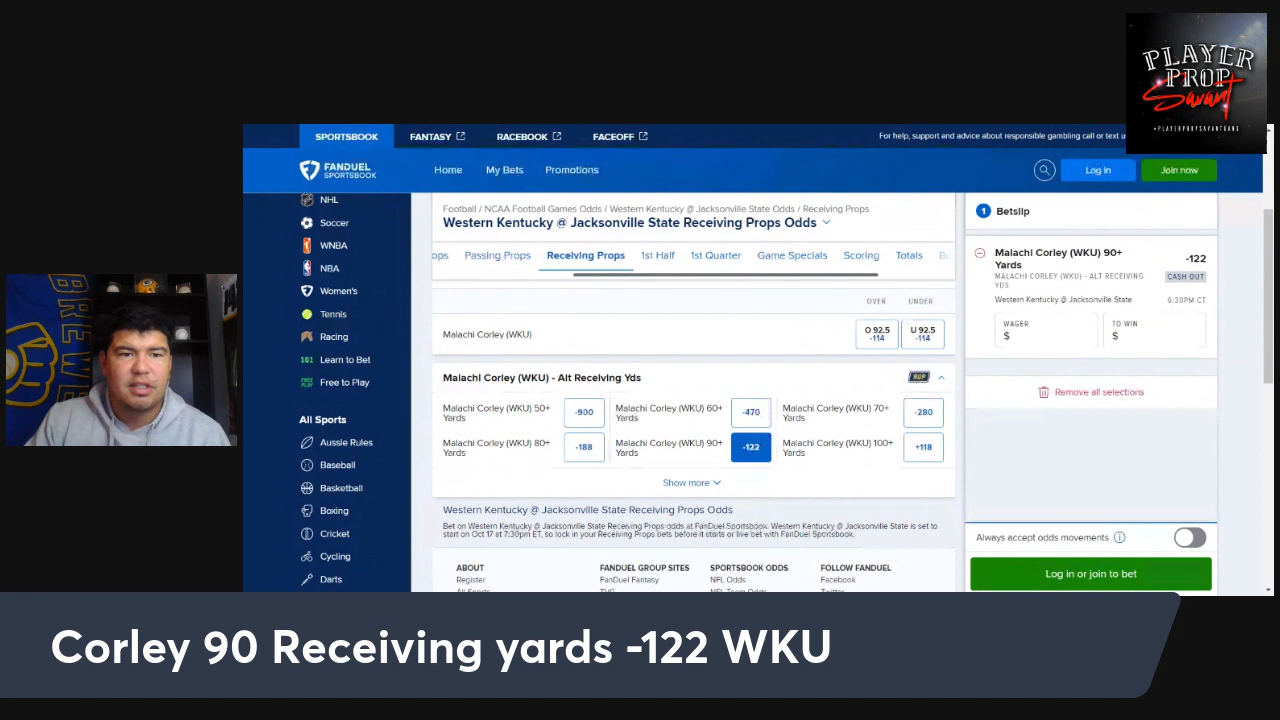 PLAYER
PROP
Savant
#PLAYERPROPSAVANTGANG
SPORTSBOOK
FANTASY
RACEBOOK
FACEOFF
For help, support and advice about responsible gambling call or text
FANDUEL
SPORTSBOOK
Home
My Bets
Promotions
Log in
Join now
NHL
Soccer
WNBA
NBA
Women's
Tennis
Racing
101 Learn to Bet
FREE PLAY Free to Play
All Sports
Aussie Rules
Baseball
Basketball
Boxing
Cricket
Cycling
Darts
Football / NCAA Football Games Odds / Western Kentucky @ Jacksonville State Odds / Receiving Props
Western Kentucky @ Jacksonville State Receiving Props Odds
ops Passing Props Receiving Props 1st Half 1st Quarter Game Specials Scoring Totals Bu
OVER UNDER
Malachi Corley (WKU)
O 92.5
-114
U 92.5
-114
Malachi Corley (WKU) - Alt Receiving Yds
SGP
Malachi Corley (WKU) 50+
Yards
-900
Malachi Corley (WKU) 60+
Yards
-470
Malachi Corley (WKU) 70+
Yards
-280
Malachi Corley (WKU) 80+
Yards
-188
Malachi Corley (WKU) 90+
Yards
-122
Malachi Corley (WKU) 100+
Yards
+118
Show more
Western Kentucky @ Jacksonville State Receiving Props Odds
Bet on Western Kentucky @ Jacksonville State Receiving Props odds at FanDuel Sportsbook. Western Kentucky @ Jacksonville State is set to
start on Oct 17 at 7:30pm ET, so lock in your Receiving Props bets before it starts or live bet with FanDuel Sportsbook.
ABOUT
Register
FANDUEL GROUP SITES
FanDuel Fantasy
SPORTSBOOK ODDS
NFL Odds
FOLLOW FANDUEL
Facebook
1 Betslip
Malachi Corley (WKU) 90+
Yards
-122
MALACHI CORLEY (WKU) - ALT RECEIVING
YDS
CASH OUT
Western Kentucky @ Jacksonville State
6:30PM CT
WAGER
$
TO WIN
$
Remove all selections
Always accept odds movements
Log in or join to bet
BREWE
Corley 90 Receiving yards -122 WKU